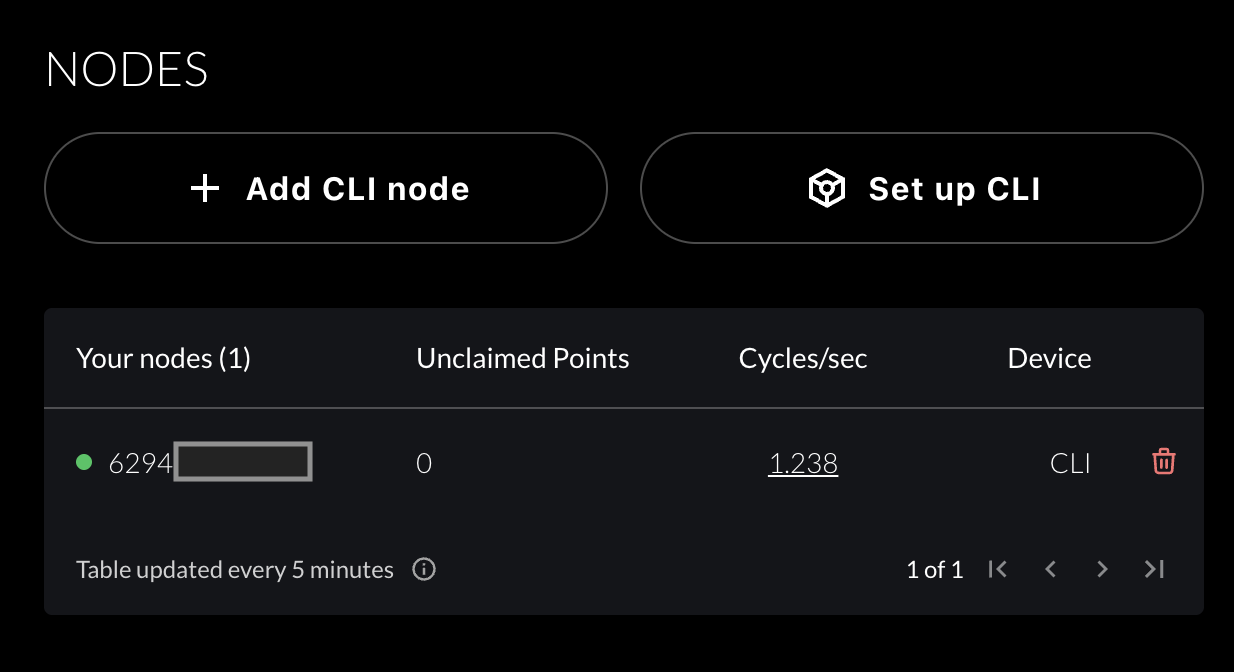 NODES
Add CLI node
Set up CLI
Your nodes (1) Unclaimed Points Cycles/sec Device
6294 0 1.238 CLI
Table updated every 5 minutes 1 of 1